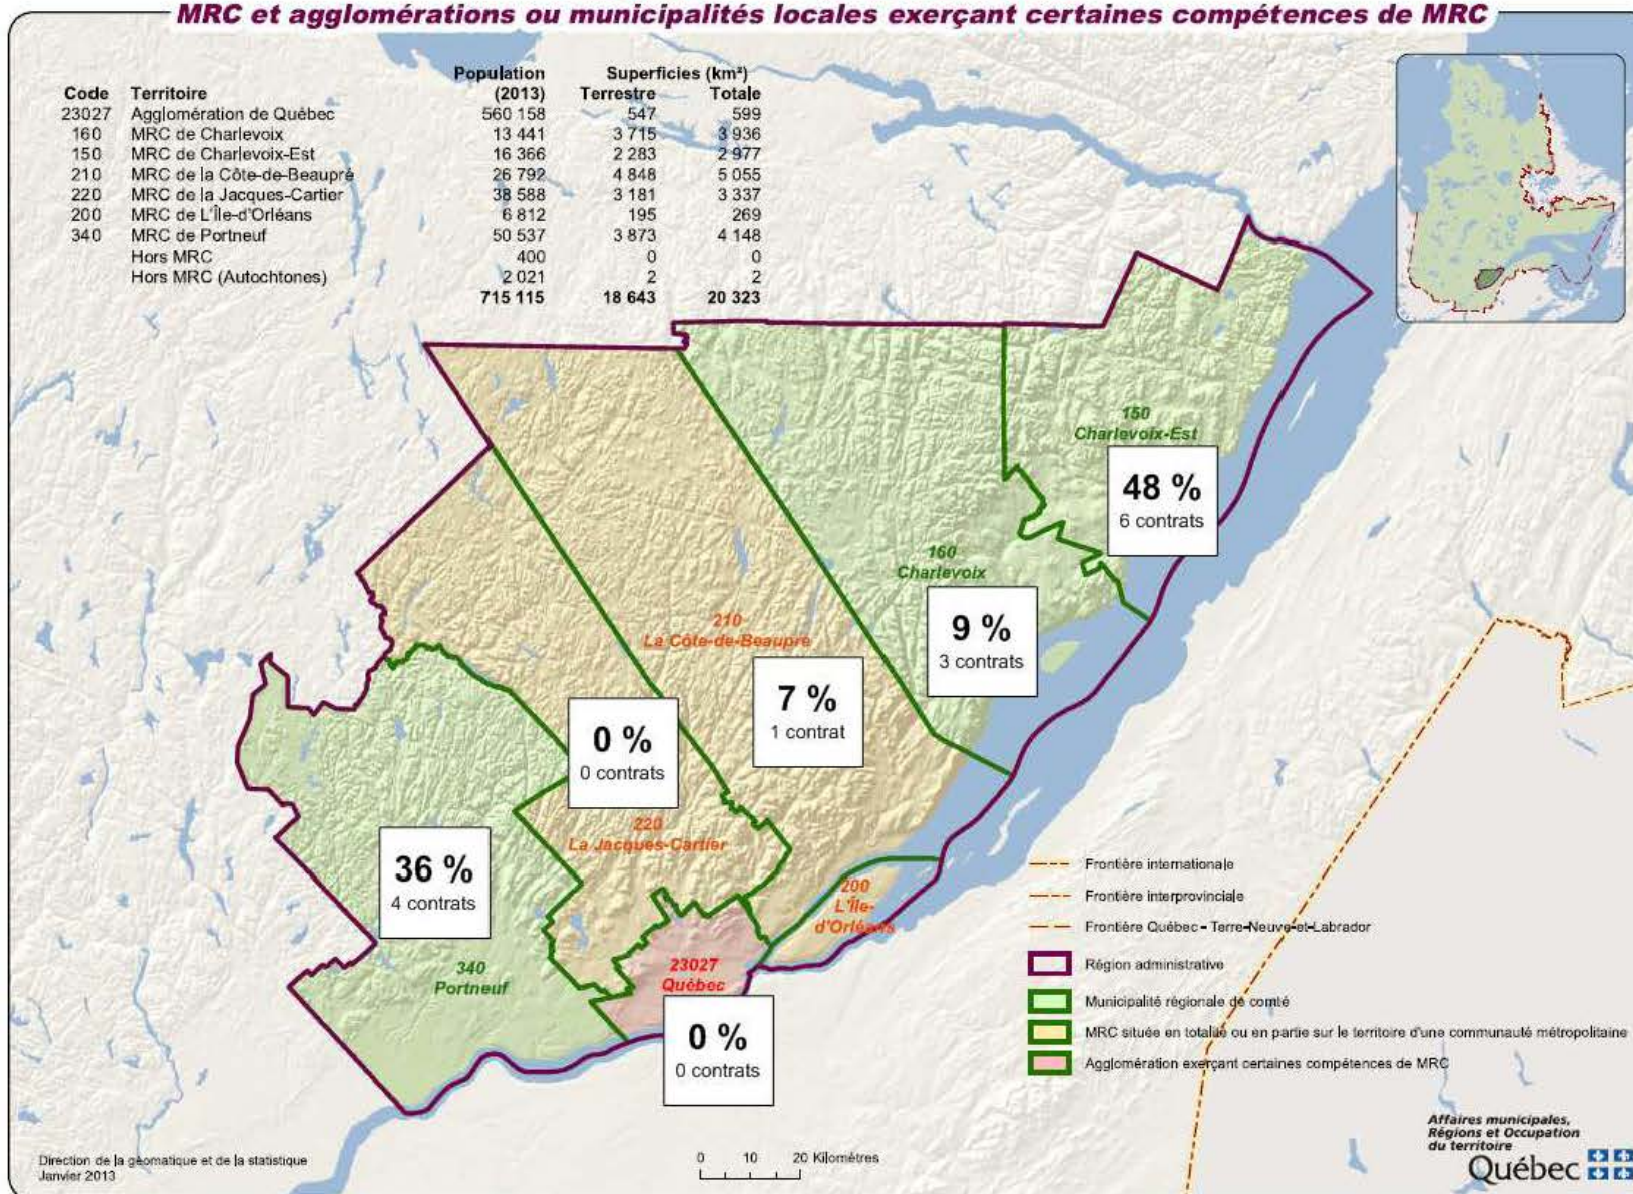 MRC et agglomérations ou municipalités locales exerçant certaines compétences de MRC
Population Superficies (km²)
Code Territoire (2013) Terrestre Totale
23027 Agglomération de Québec 560 158 547 599
160 MRC de Charlevoix 13 441 3 715 3 936
150 MRC de Charlevoix-Est 16 366 2 283 2 977
210 MRC de la Côte-de-Beaupré 26 792 4 848 5 055
220 MRC de la Jacques-Cartier 38 588 3 181 3 337
200 MRC de L'Île-d'Orléans 6 812 195 269
340 MRC de Portneuf 50 537 3 873 4 148
Hors MRC 400 0 0
Hors MRC (Autochtones) 2 021 2 2
715 115 18 643 20 323
150
Charlevoix-Est
48 %
6 contrats
160
Charlevoix
9 %
3 contrats
210
La Côte-de-Beaupré
7 %
1 contrat
0 %
0 contrats
220
La Jacques-Cartier
36 %
4 contrats
340
Portneuf
200
L'Île-
d'Orléans
23027
Québec
0 %
0 contrats
Frontière internationale
Frontière interprovinciale
Frontière Québec - Terre-Neuve-et-Labrador
Région administrative
Municipalité régionale de comté
MRC située en totalité ou en partie sur le territoire d'une communauté métropolitaine
Agglomération exerçant certaines compétences de MRC
Direction de la géomatique et de la statistique
Janvier 2013
0 10 20 Kilomètres
Affaires municipales,
Régions et Occupation
du territoire
Québec